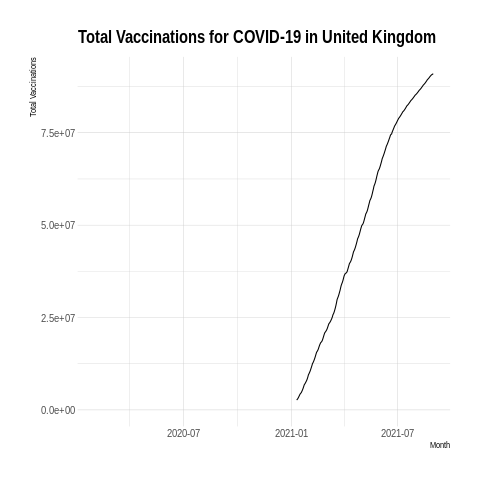 Total Vaccinations for COVID-19 in United Kingdom
Total Vaccinations
7.5e+07
5.0e+07
2.5e+07
0.0e+00
2020-07
2021-01
2021-07
Month